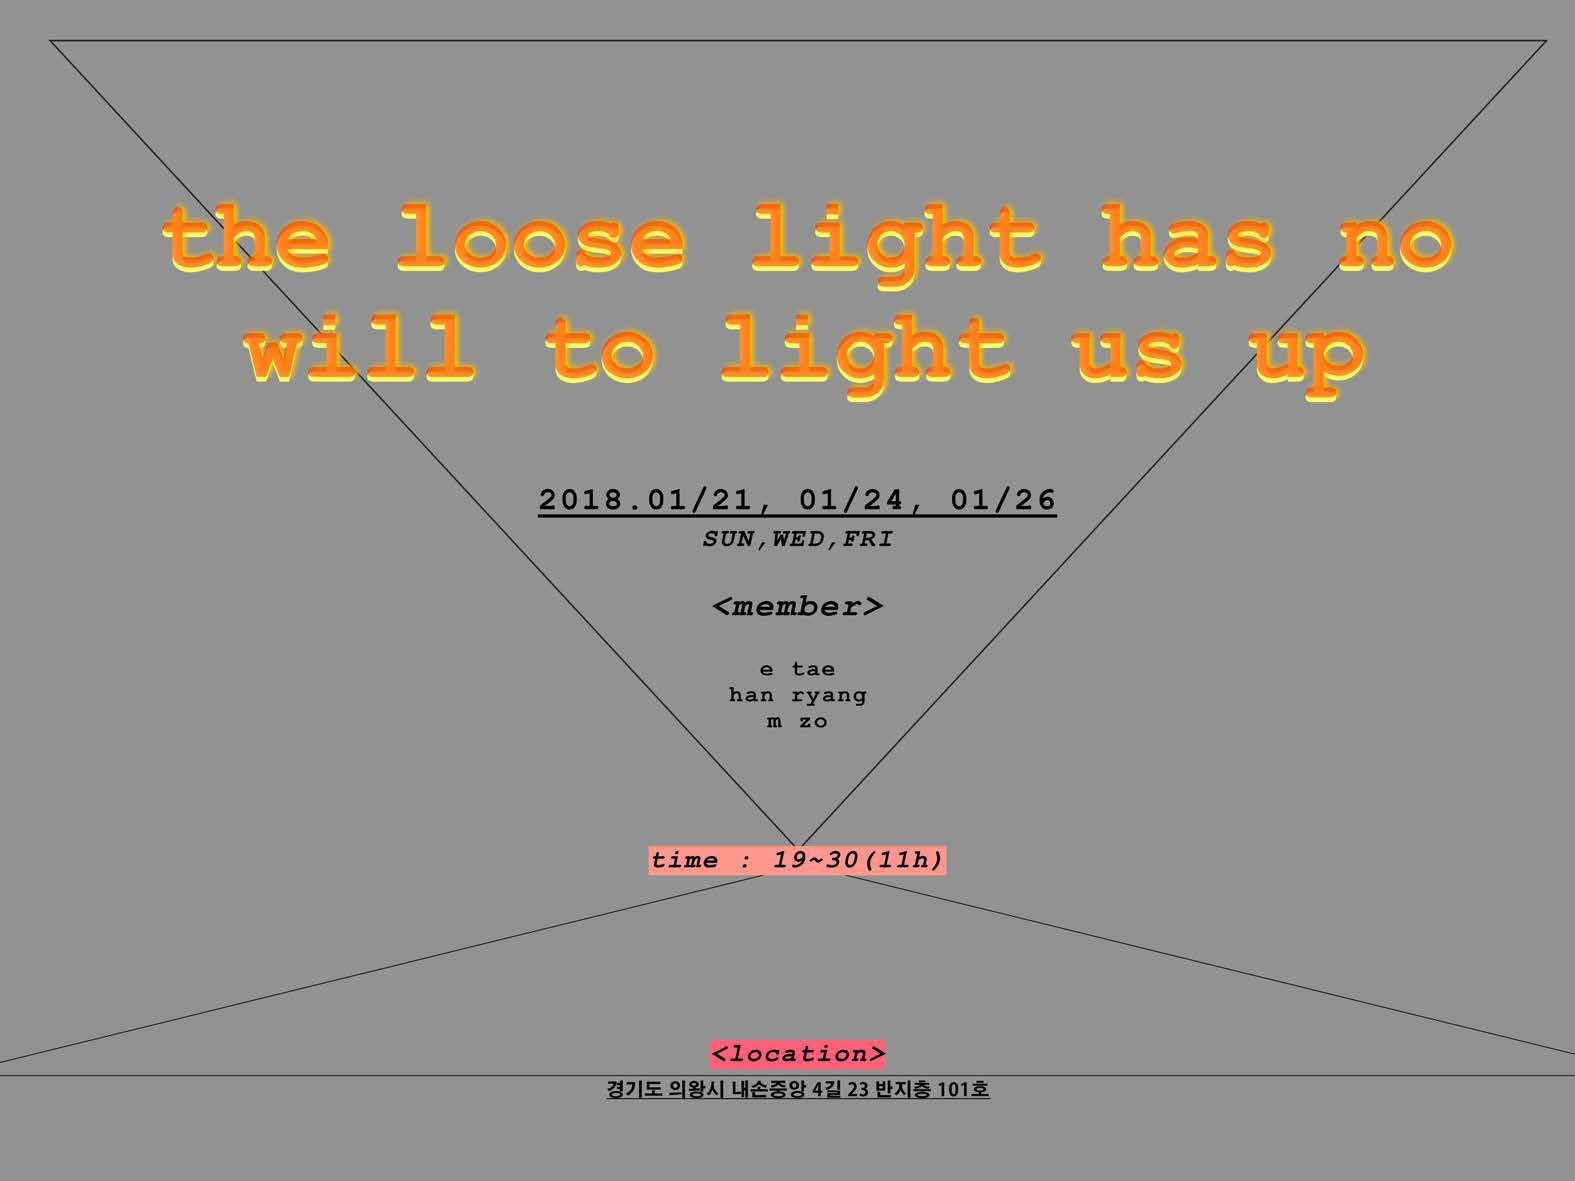 the loose light has no
will to light us up
2018.01/21, 01/24, 01/26
SUN,WED,FRI
<member>
e tae
han ryang
m zo
time : 19~30(11h)
<location>
경기도 의왕시 내손중앙 4길 23 반지층 101호